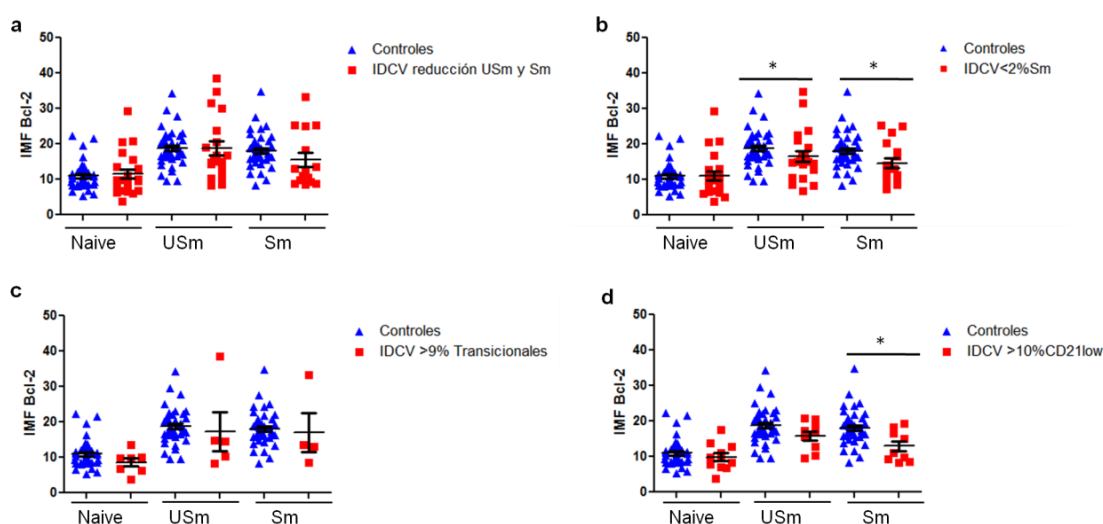 a
50
40
30
20
10
0
IMF Bcl-2
Controles
IDCV reducción USm y Sm
Naive USm Sm
b
50
40
30
20
10
0
IMF Bcl-2
* *
Controles
IDCV<2%Sm
Naive USm Sm
c
50
40
30
20
10
0
IMF Bcl-2
Controles
IDCV >9% Transicionales
Naive USm Sm
d
50
40
30
20
10
0
IMF Bcl-2
*
Controles
IDCV >10%CD21low
Naive USm Sm